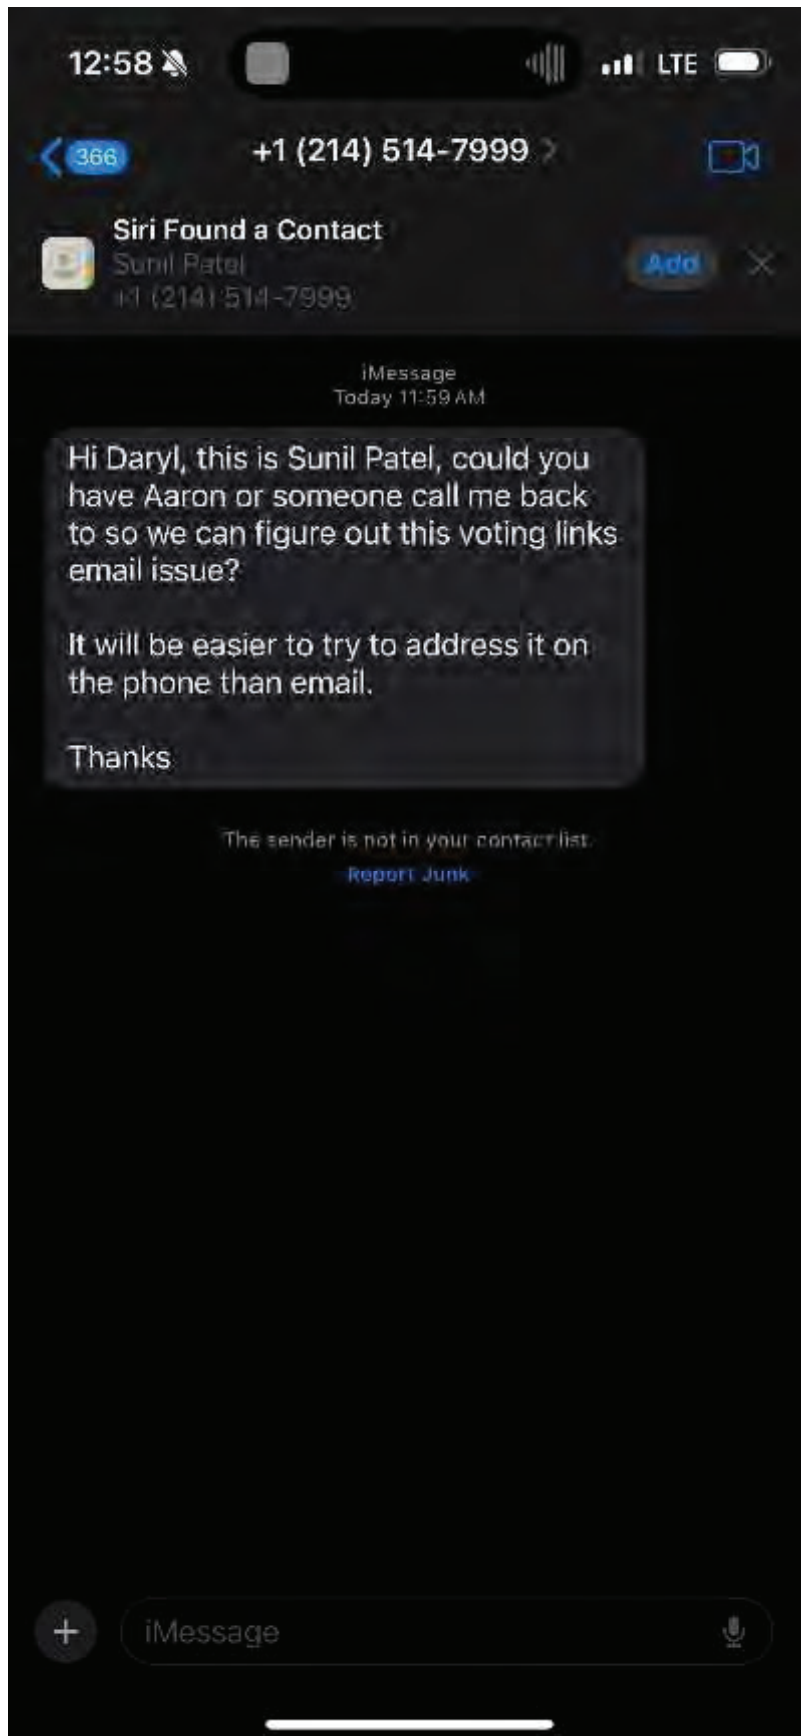 12:58
LTE
366
+1 (214) 514-7999
Siri Found a Contact
Sunil Patel
+1 (214) 514-7999
Add
iMessage
Today 11:59 AM
Hi Daryl, this is Sunil Patel, could you
have Aaron or someone call me back
to so we can figure out this voting links
email issue?
It will be easier to try to address it on
the phone than email.
Thanks
The sender is not in your contact list.
Report Junk
iMessage